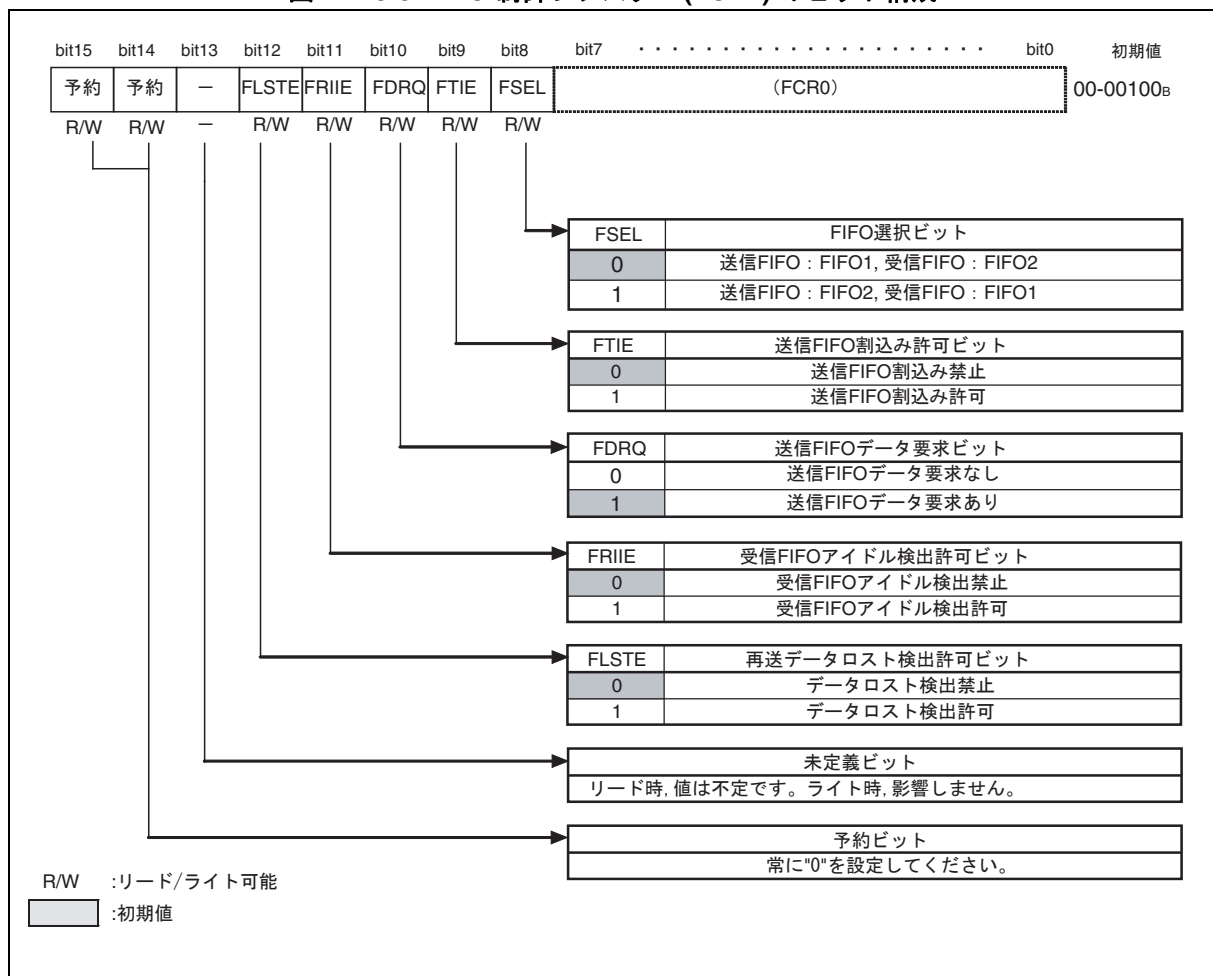 bit15 bit14 bit13 bit12 bit11 bit10 bit9 bit8 bit7 ・・・・・・・・・・・・・・・・・・・・・・ bit0 初期値
予約 予約 － FLSTE FRIIE FDRQ FTIE FSEL (FCR0) 00-00100B
R/W R/W － R/W R/W R/W R/W R/W
FSEL FIFO選択ビット
0 送信FIFO：FIFO1, 受信FIFO：FIFO2
1 送信FIFO：FIFO2, 受信FIFO：FIFO1
FTIE 送信FIFO割込み許可ビット
0 送信FIFO割込み禁止
1 送信FIFO割込み許可
FDRQ 送信FIFOデータ要求ビット
0 送信FIFOデータ要求なし
1 送信FIFOデータ要求あり
FRIIE 受信FIFOアイドル検出許可ビット
0 受信FIFOアイドル検出禁止
1 受信FIFOアイドル検出許可
FLSTE 再送データロスト検出許可ビット
0 データロスト検出禁止
1 データロスト検出許可
未定義ビット
リード時, 値は不定です。ライト時, 影響しません。
予約ビット
常に"0"を設定してください。
R/W :リード/ライト可能
:初期値